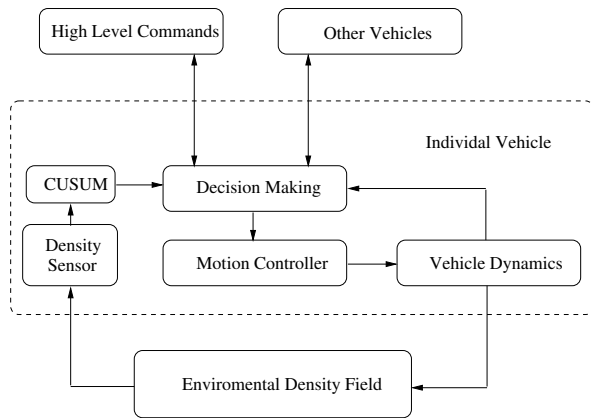 High Level Commands
Other Vehicles
Individal Vehicle
CUSUM
Decision Making
Density
Sensor
Motion Controller
Vehicle Dynamics
Enviromental Density Field